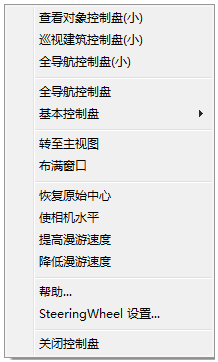 查看对象控制盘(小)
巡视建筑控制盘(小)
全导航控制盘(小)
全导航控制盘
基本控制盘
转至主视图
布满窗口
恢复原始中心
使相机水平
提高漫游速度
降低漫游速度
帮助...
SteeringWheel 设置...
关闭控制盘